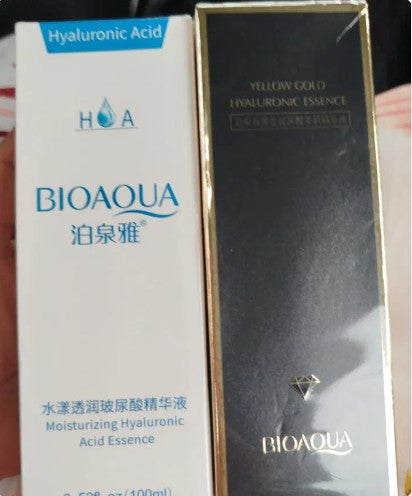 Hyaluronic Acid
H A
BIOAQUA
泊泉雅®
水漾透润玻尿酸精华液
Moisturizing Hyaluronic
Acid Essence
(100ml)
YELLOW GOLD
HYALURONIC ESSENCE
BIOAQUA